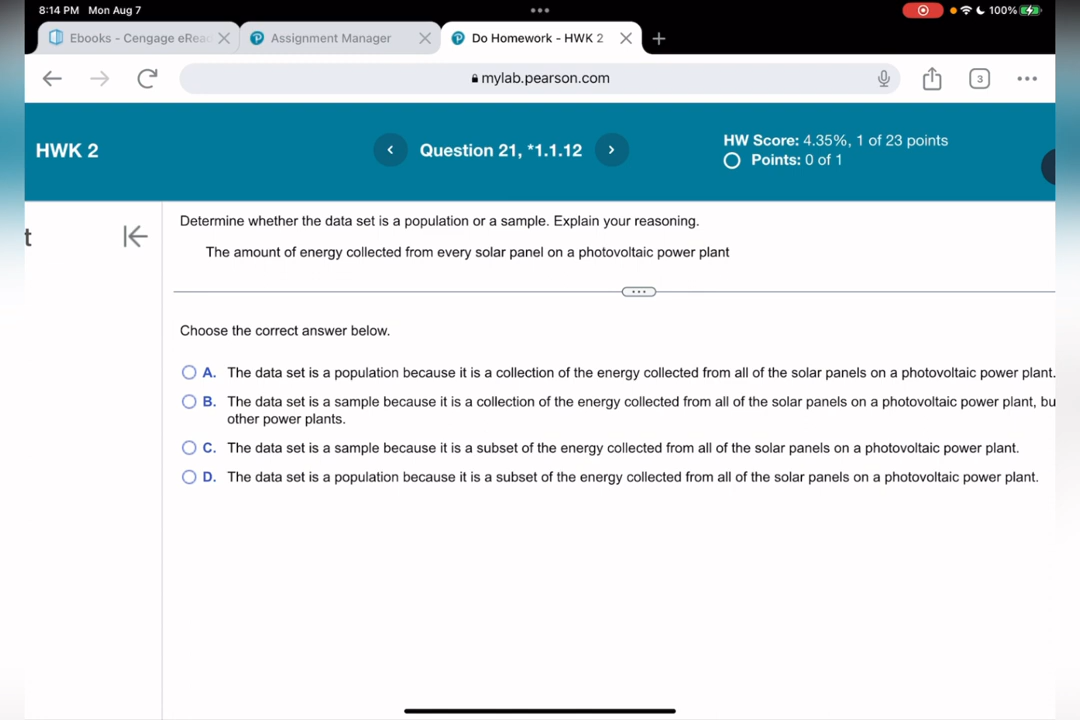 8:14 PM Mon Aug 7
100%
Ebooks - Cengage eRead
Assignment Manager
Do Homework - HWK 2
mylab.pearson.com
3
HWK 2
Question 21, *1.1.12
HW Score: 4.35%, 1 of 23 points
Points: 0 of 1
t
Determine whether the data set is a population or a sample. Explain your reasoning.
The amount of energy collected from every solar panel on a photovoltaic power plant
Choose the correct answer below.
A. The data set is a population because it is a collection of the energy collected from all of the solar panels on a photovoltaic power plant.
B. The data set is a sample because it is a collection of the energy collected from all of the solar panels on a photovoltaic power plant, bu
other power plants.
C. The data set is a sample because it is a subset of the energy collected from all of the solar panels on a photovoltaic power plant.
D. The data set is a population because it is a subset of the energy collected from all of the solar panels on a photovoltaic power plant.